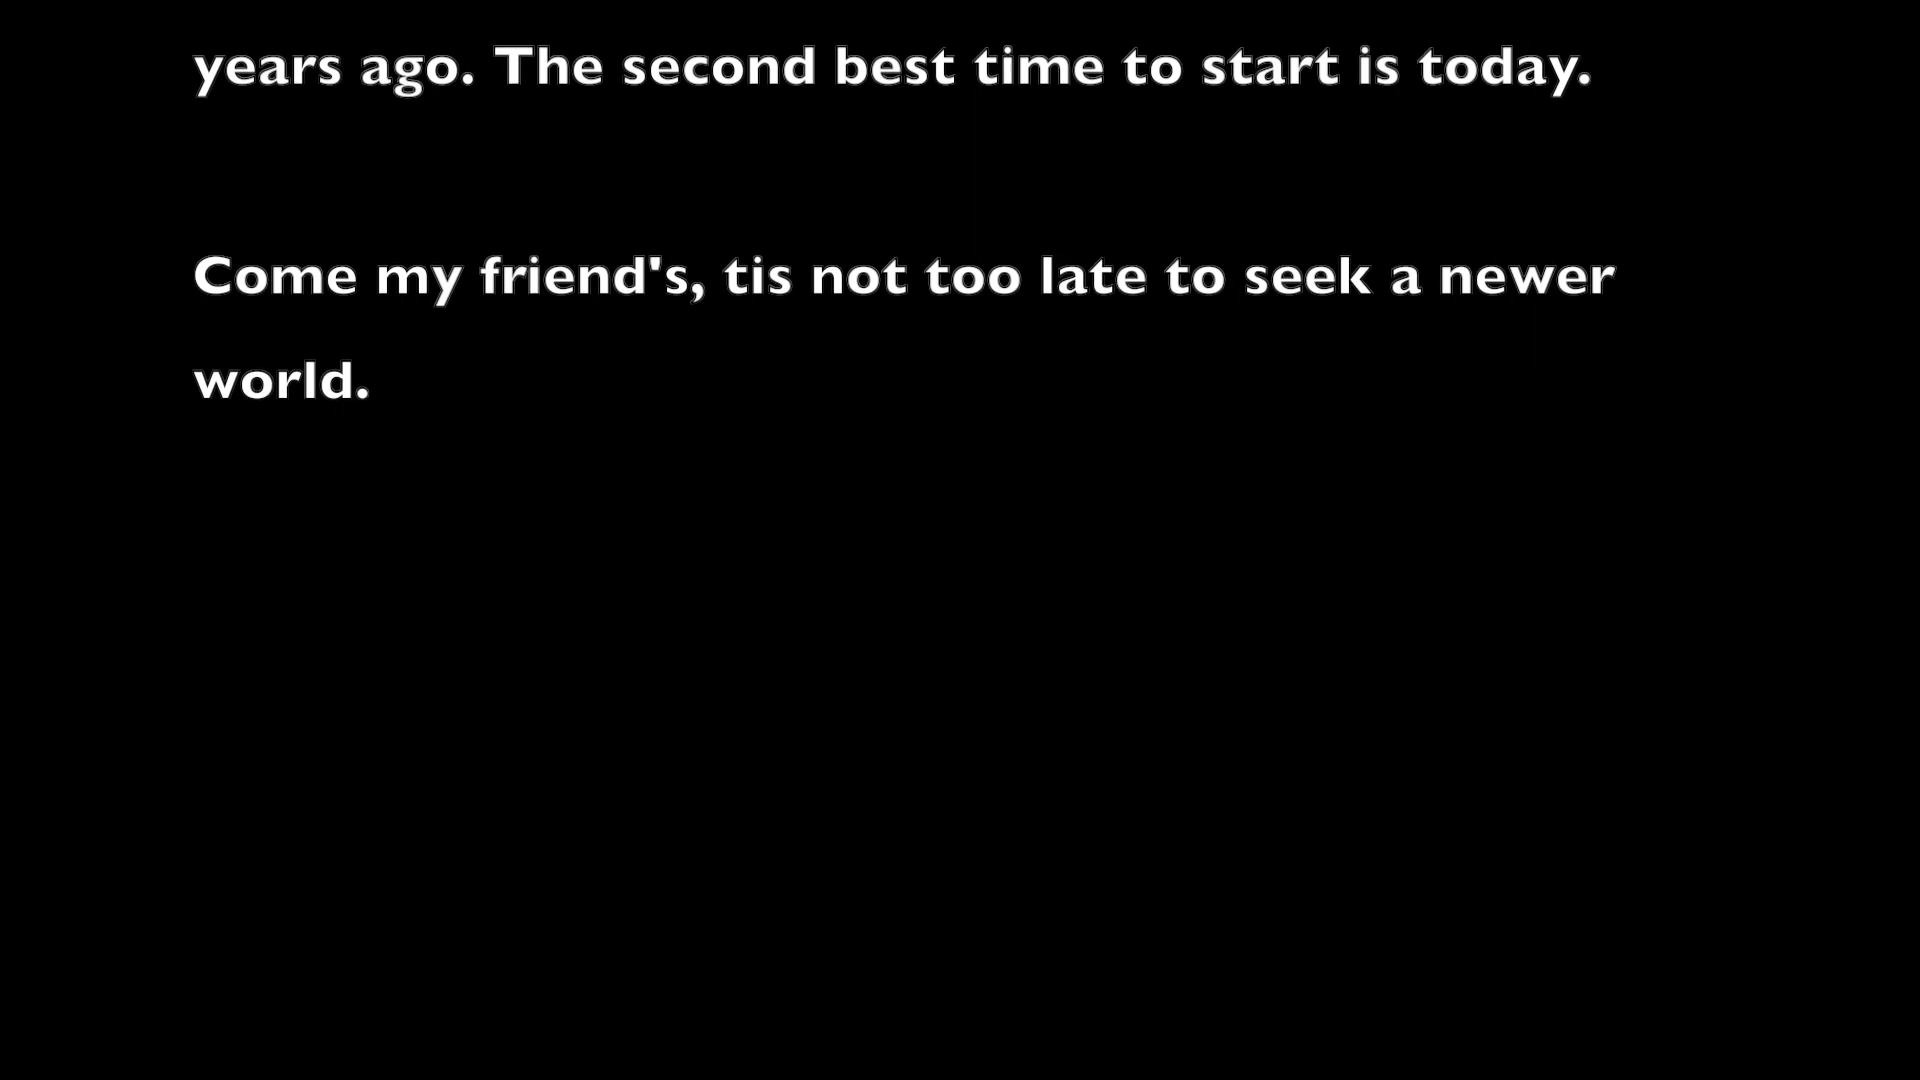 years ago. The second best time to start is today.
Come my friend's, tis not too late to seek a newer
world.